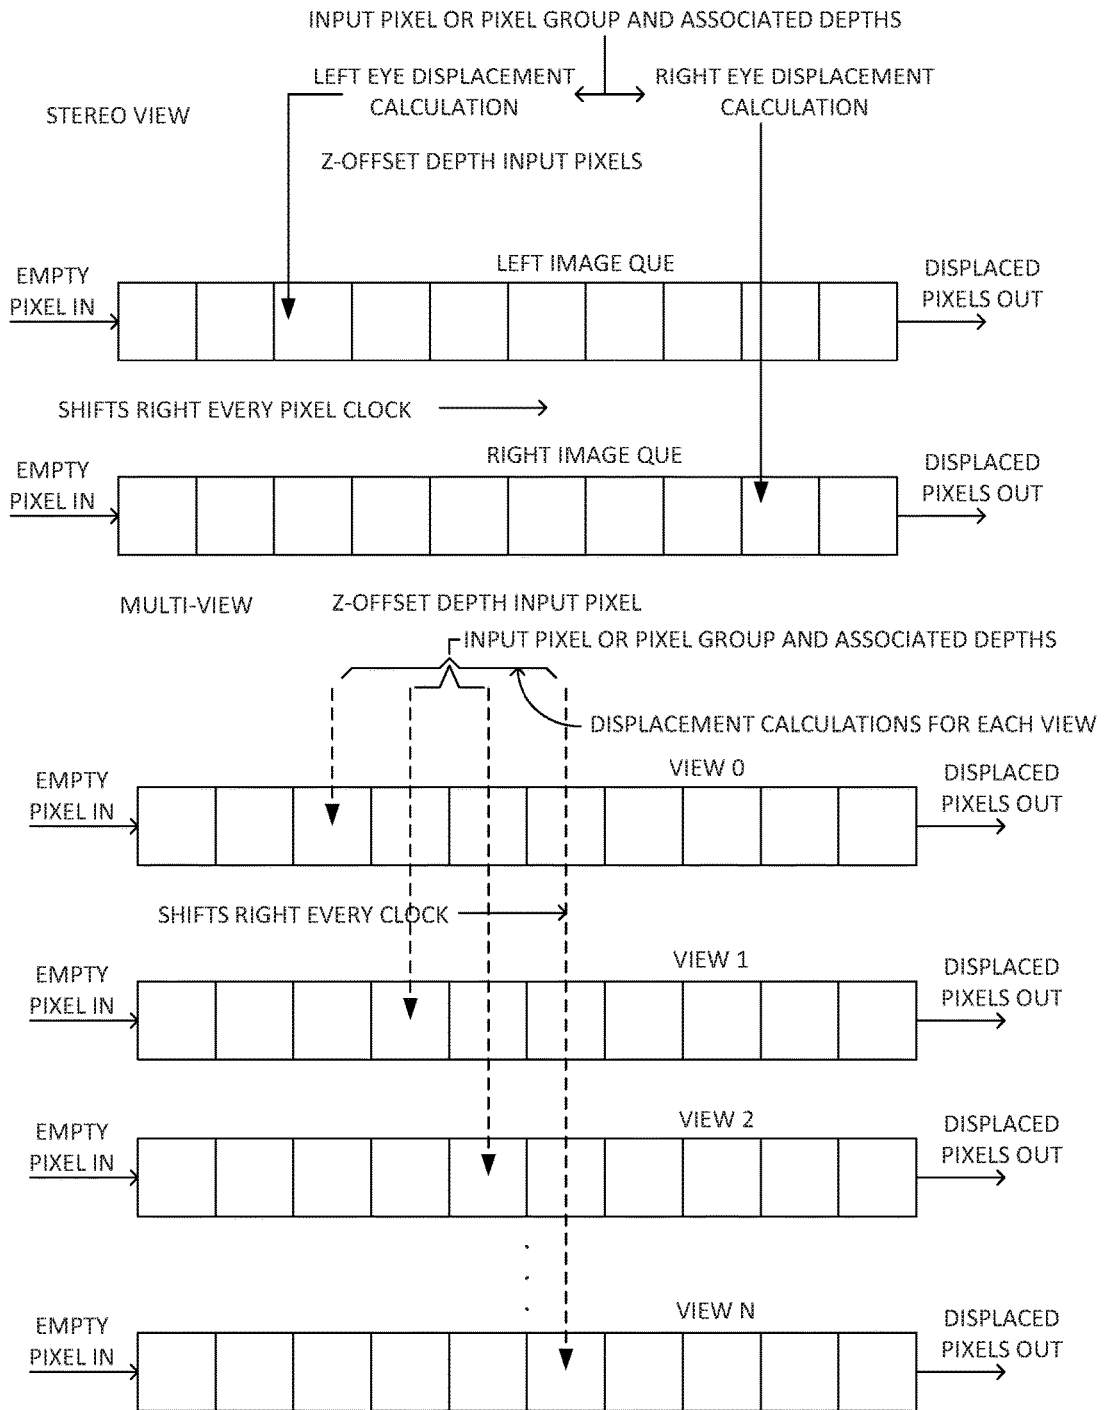 INPUT PIXEL OR PIXEL GROUP AND ASSOCIATED DEPTHS
LEFT EYE DISPLACEMENT
CALCULATION
RIGHT EYE DISPLACEMENT
CALCULATION
STEREO VIEW
Z-OFFSET DEPTH INPUT PIXELS
EMPTY
PIXEL IN
LEFT IMAGE QUE
DISPLACED
PIXELS OUT
SHIFTS RIGHT EVERY PIXEL CLOCK
EMPTY
PIXEL IN
RIGHT IMAGE QUE
DISPLACED
PIXELS OUT
MULTI-VIEW
Z-OFFSET DEPTH INPUT PIXEL
INPUT PIXEL OR PIXEL GROUP AND ASSOCIATED DEPTHS
DISPLACEMENT CALCULATIONS FOR EACH VIEW
EMPTY
PIXEL IN
VIEW 0
DISPLACED
PIXELS OUT
SHIFTS RIGHT EVERY CLOCK
EMPTY
PIXEL IN
VIEW 1
DISPLACED
PIXELS OUT
EMPTY
PIXEL IN
VIEW 2
DISPLACED
PIXELS OUT
EMPTY
PIXEL IN
VIEW N
DISPLACED
PIXELS OUT